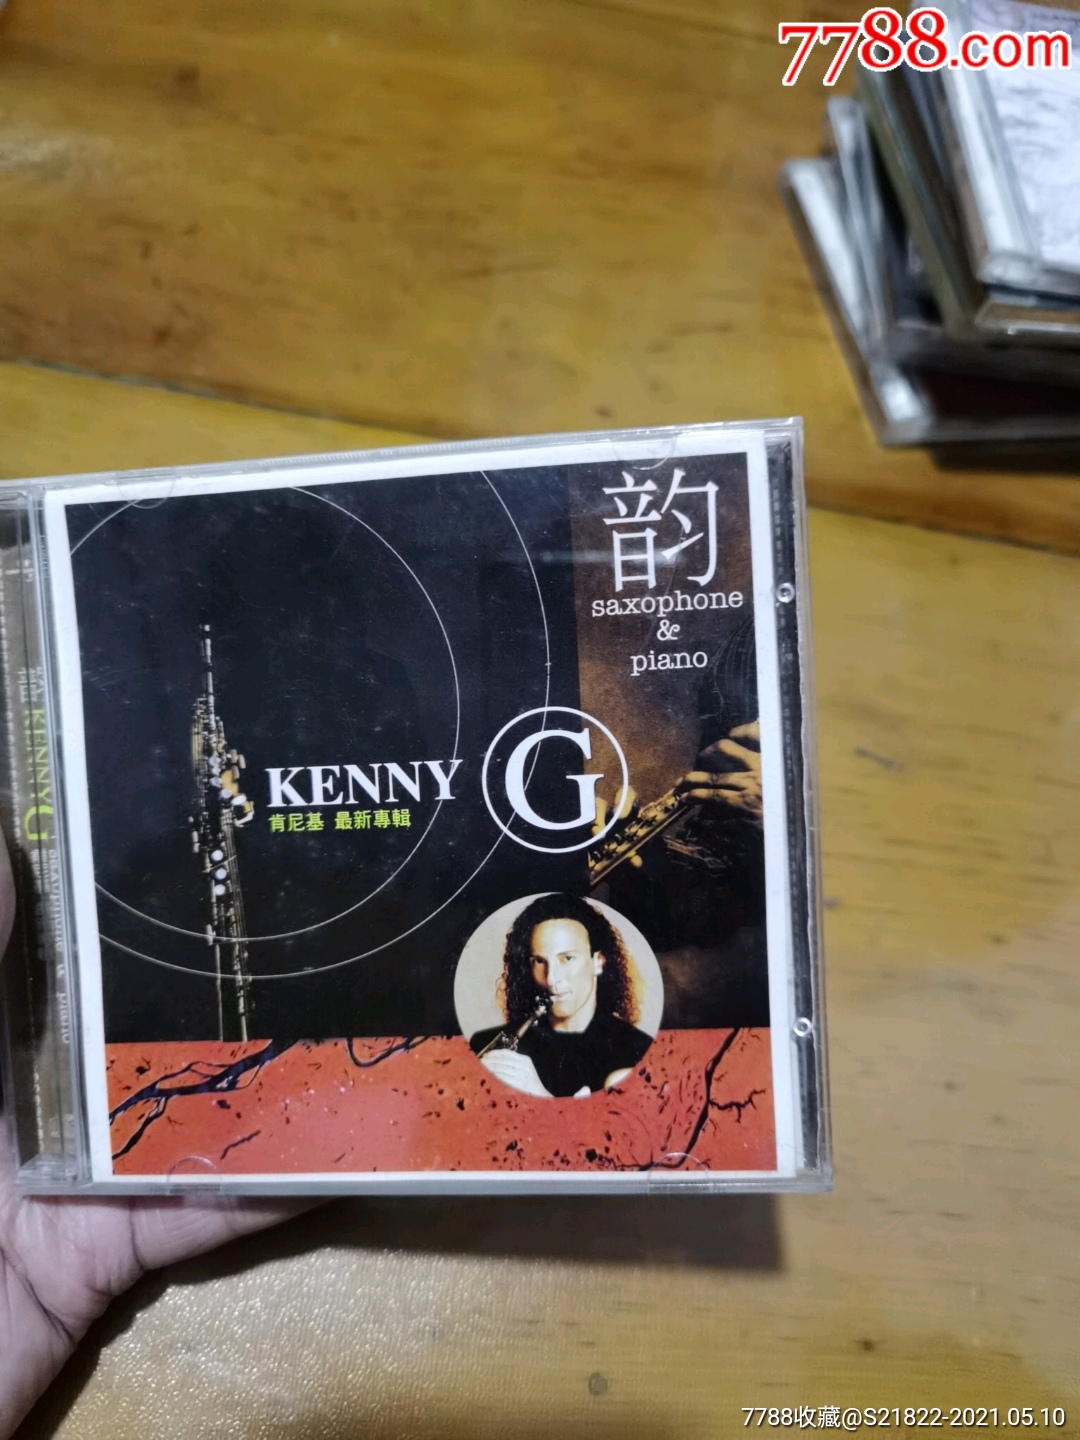 7788.com
韵
saxophone
&
piano
KENNY G
肯尼基 最新專輯
KENNY G
7788收藏@S21822-2021.05.10